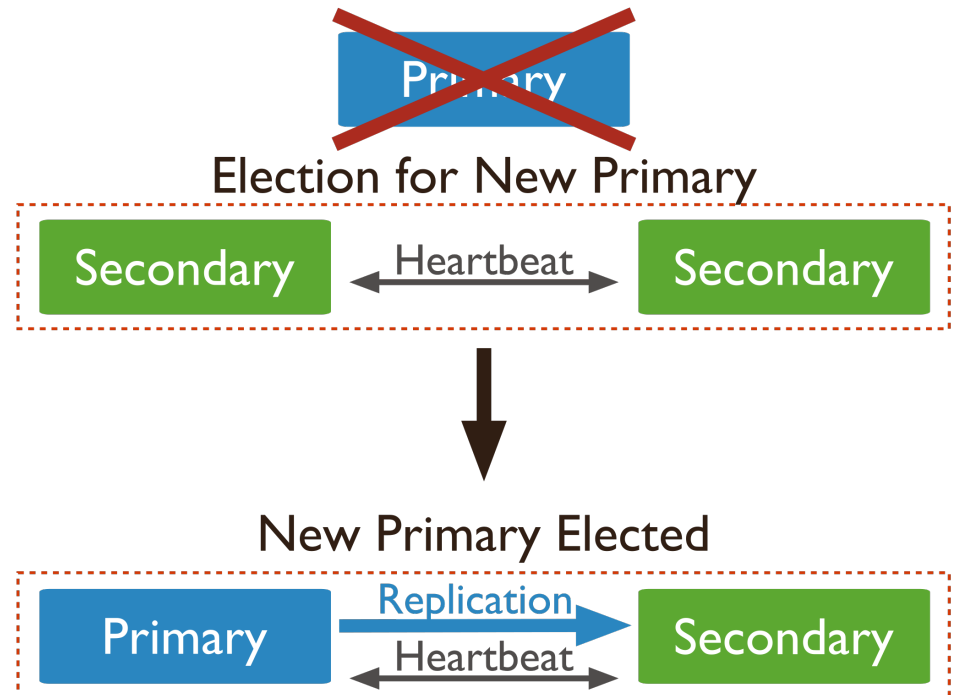 Primary
Election for New Primary
Secondary
Heartbeat
Secondary
New Primary Elected
Primary
Replication
Heartbeat
Secondary